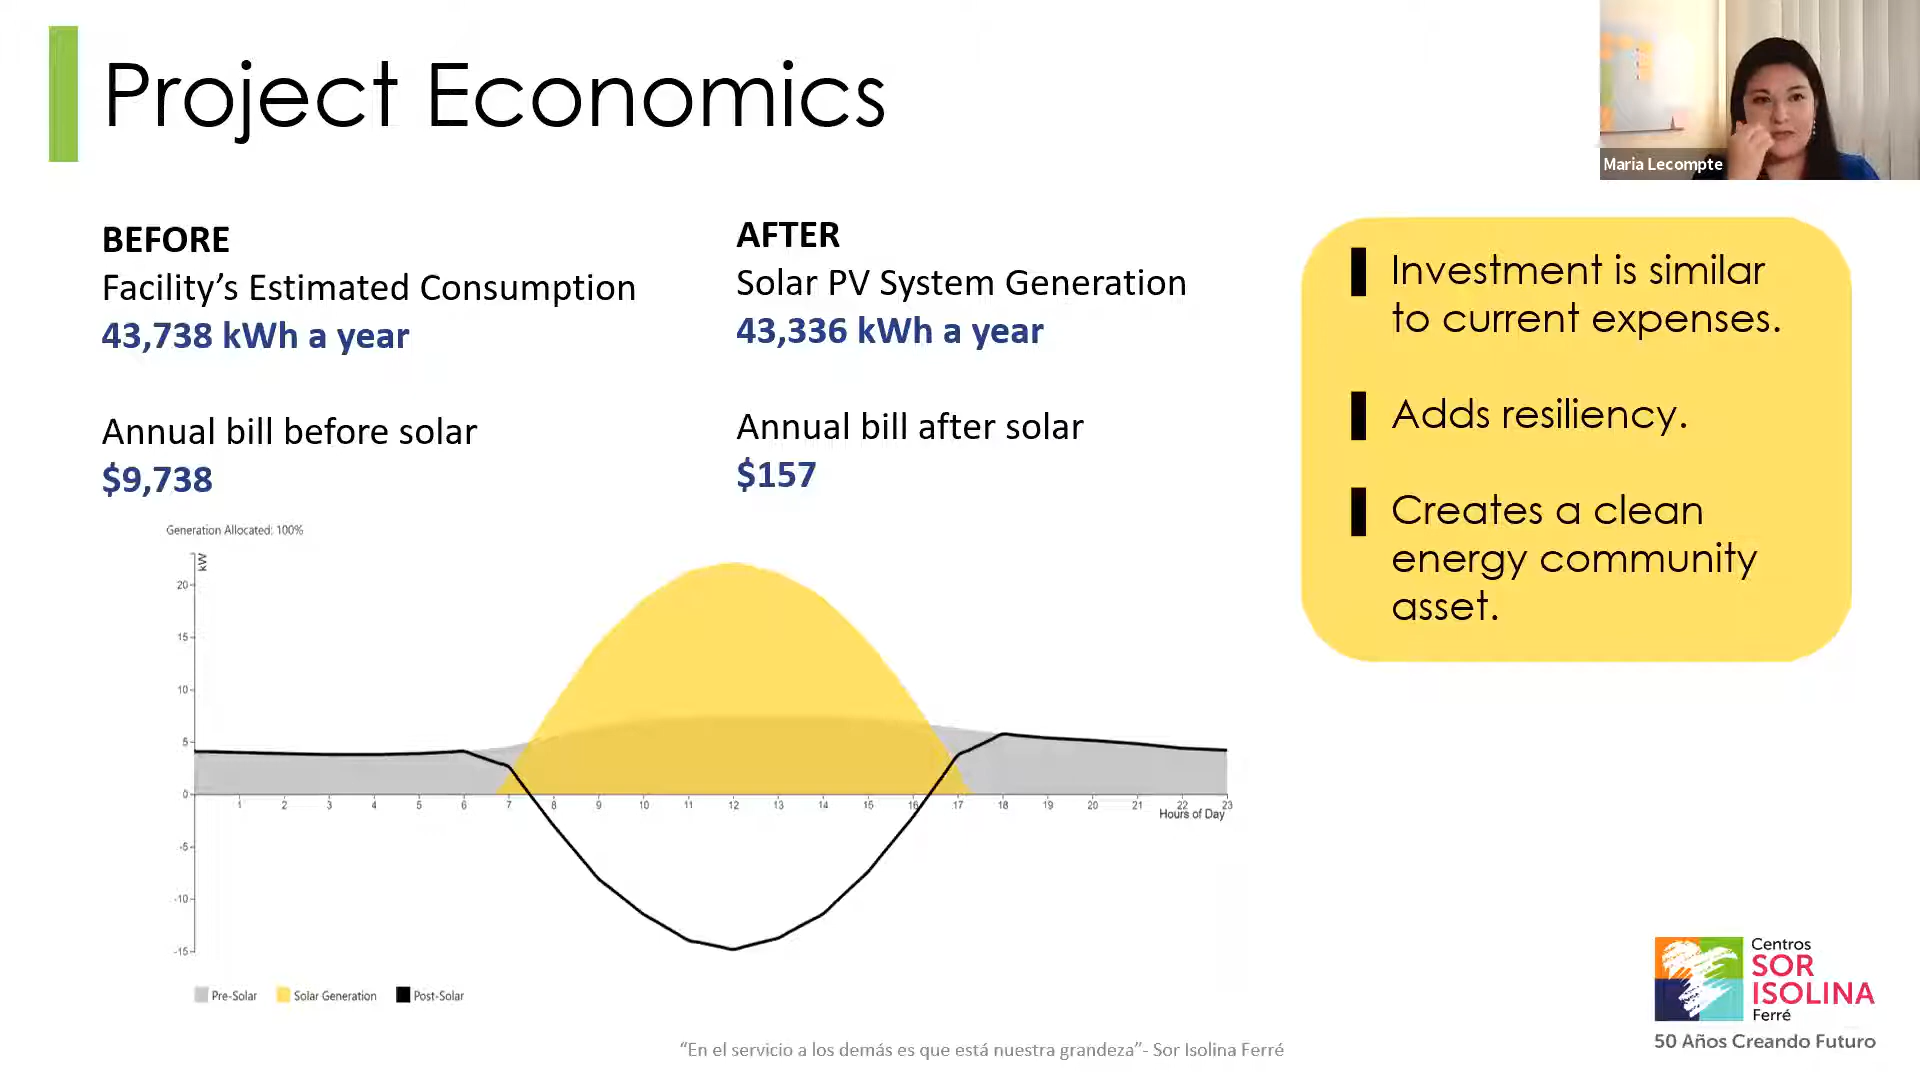 Project Economics
Maria Lecompte
BEFORE
Facility’s Estimated Consumption
43,738 kWh a year
Annual bill before solar
$9,738
AFTER
Solar PV System Generation
43,336 kWh a year
Annual bill after solar
$157
Investment is similar
to current expenses.
Adds resiliency.
Creates a clean
energy community
asset.
Generation Allocated: 100%
kW
20
15
10
5
0
-5
-10
-15
1 2 3 4 5 6 7 8 9 10 11 12 13 14 15 16 17 18 19 20 21 22 23
Hours of Day
Pre-Solar Solar Generation Post-Solar
Centros
SOR
ISOLINA
Ferré
50 Años Creando Futuro
“En el servicio a los demás es que está nuestra grandeza”- Sor Isolina Ferré